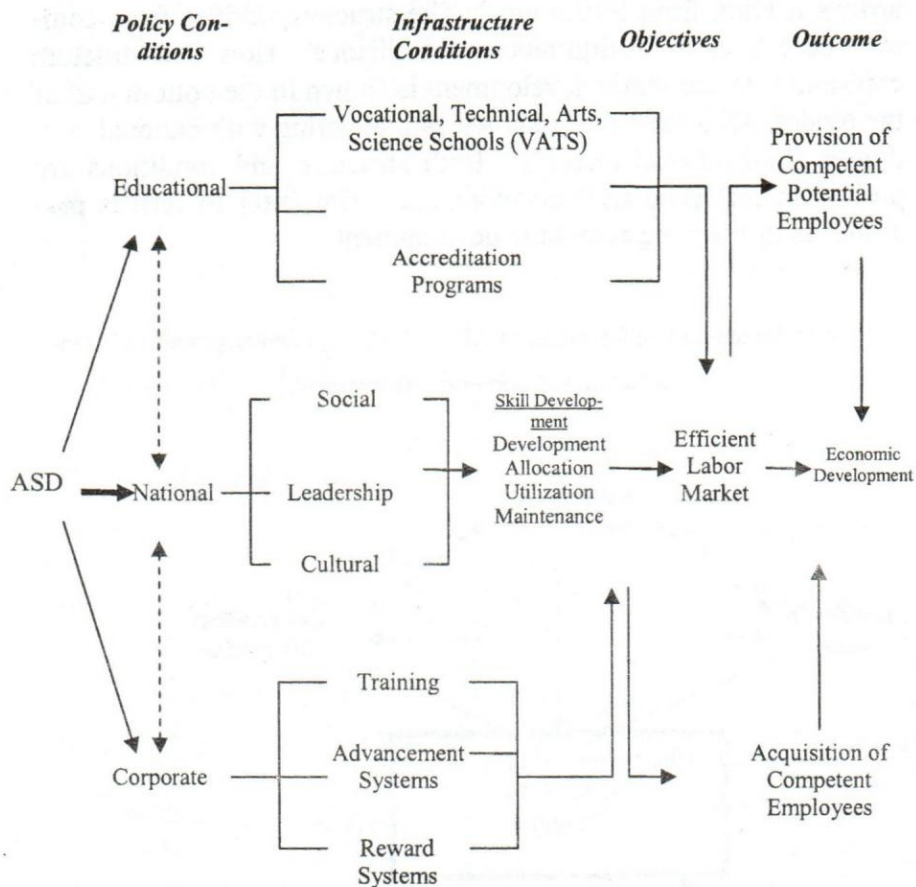 Policy Con-
ditions
Infrastructure
Conditions
Objectives
Outcome
Vocational, Technical, Arts,
Science Schools (VATS)
Educational
Accreditation
Programs
Provision of
Competent
Potential
Employees
ASD
National
Social
Leadership
Cultural
Skill Develop-
ment
Development
Allocation
Utilization
Maintenance
Efficient
Labor
Market
Economic
Development
Corporate
Training
Advancement
Systems
Reward
Systems
Acquisition of
Competent
Employees